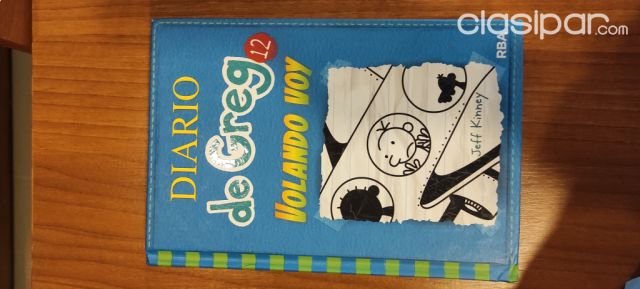 clasipar.com
DIARIO
de Greg
12
VOLANDO VOY
Jeff Kinney
RBA